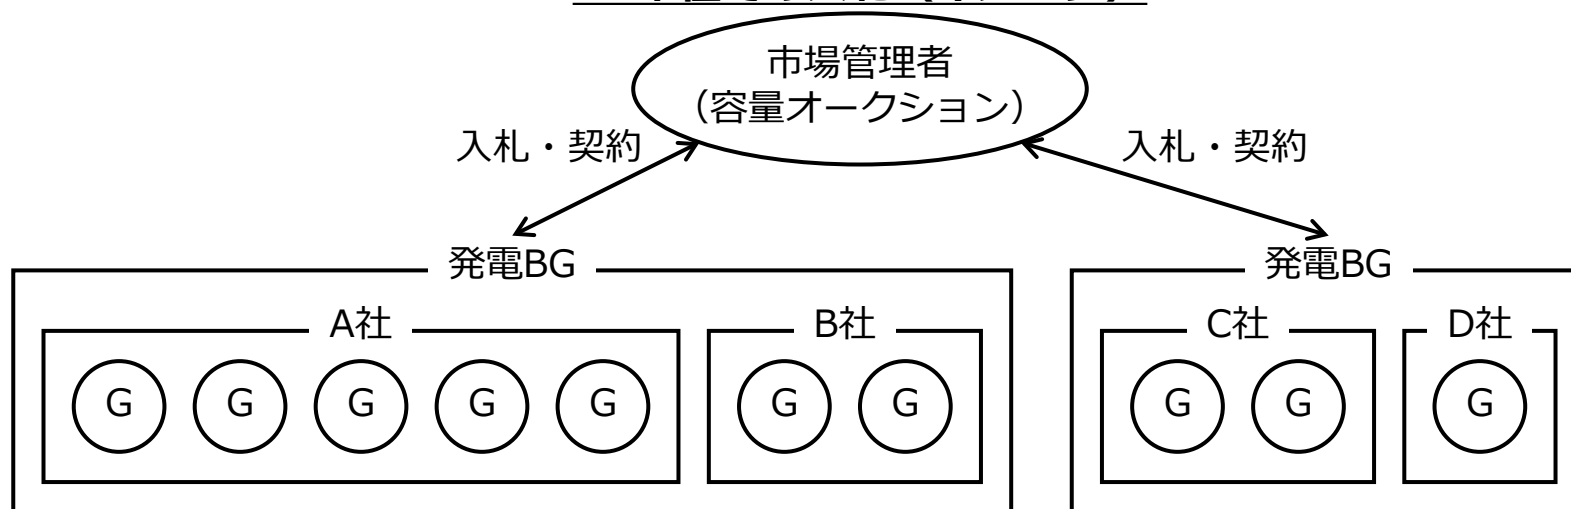 市場管理者
（容量オークション）
入札・契約
入札・契約
発電BG
発電BG
A社
B社
C社
D社
G G G G G G G G G G